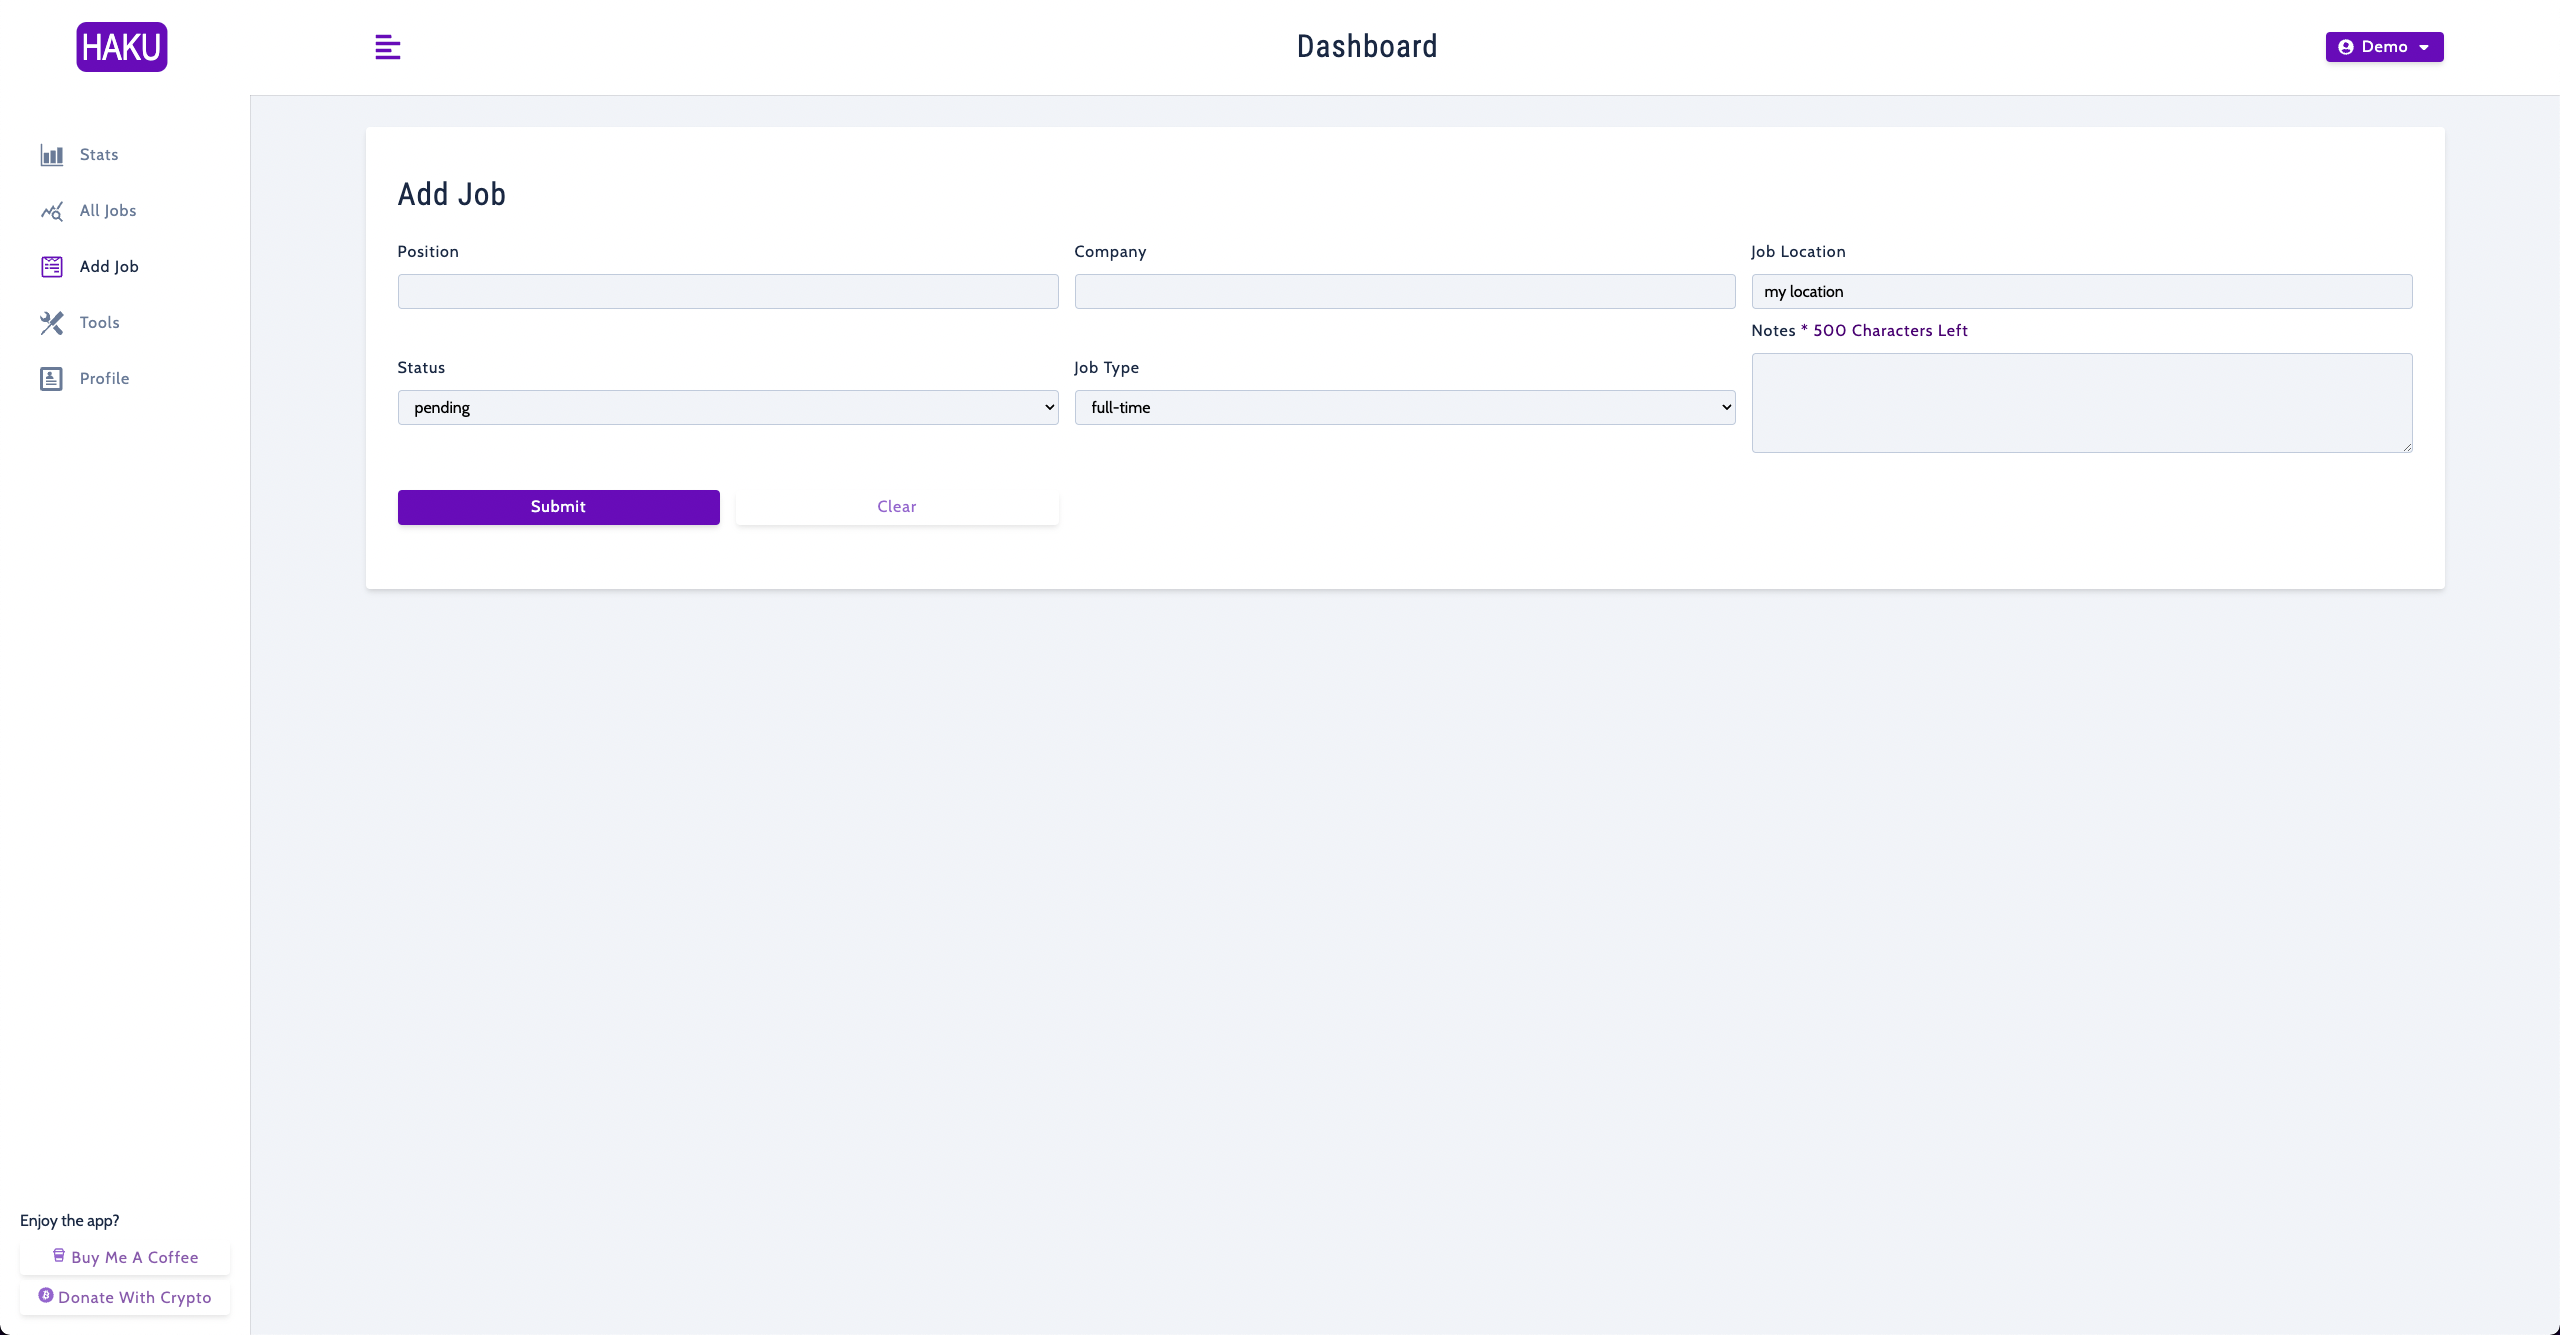 HAKU
Dashboard
Demo
Stats
All Jobs
Add Job
Tools
Profile
Add Job
Position
Company
Job Location
my location
Status
pending
Job Type
full-time
Notes * 500 Characters Left
Submit
Clear
Enjoy the app?
Buy Me A Coffee
Donate With Crypto